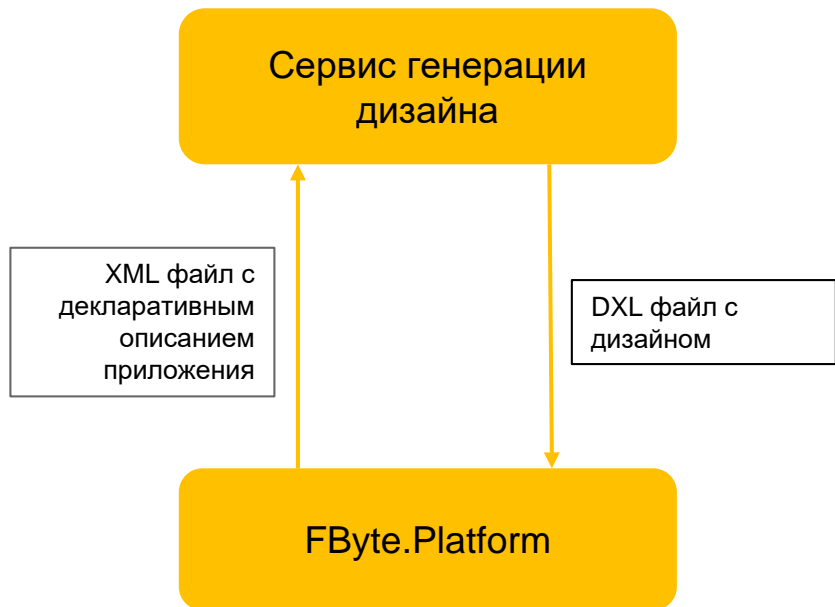 Сервис генерации
дизайна
XML файл с
декларативным
описанием
приложения
DXL файл с
дизайном
FByte.Platform